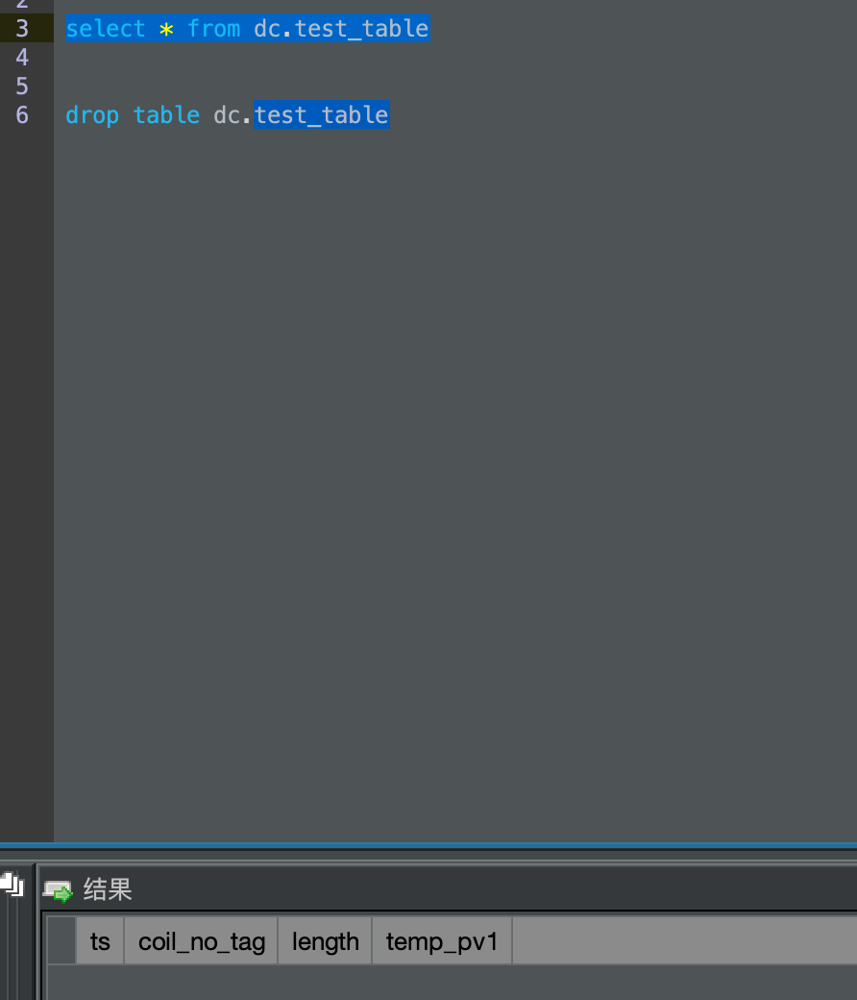 2
3 select * from dc.test_table
4
5
6 drop table dc.test_table
结果
ts coil_no_tag length temp_pv1